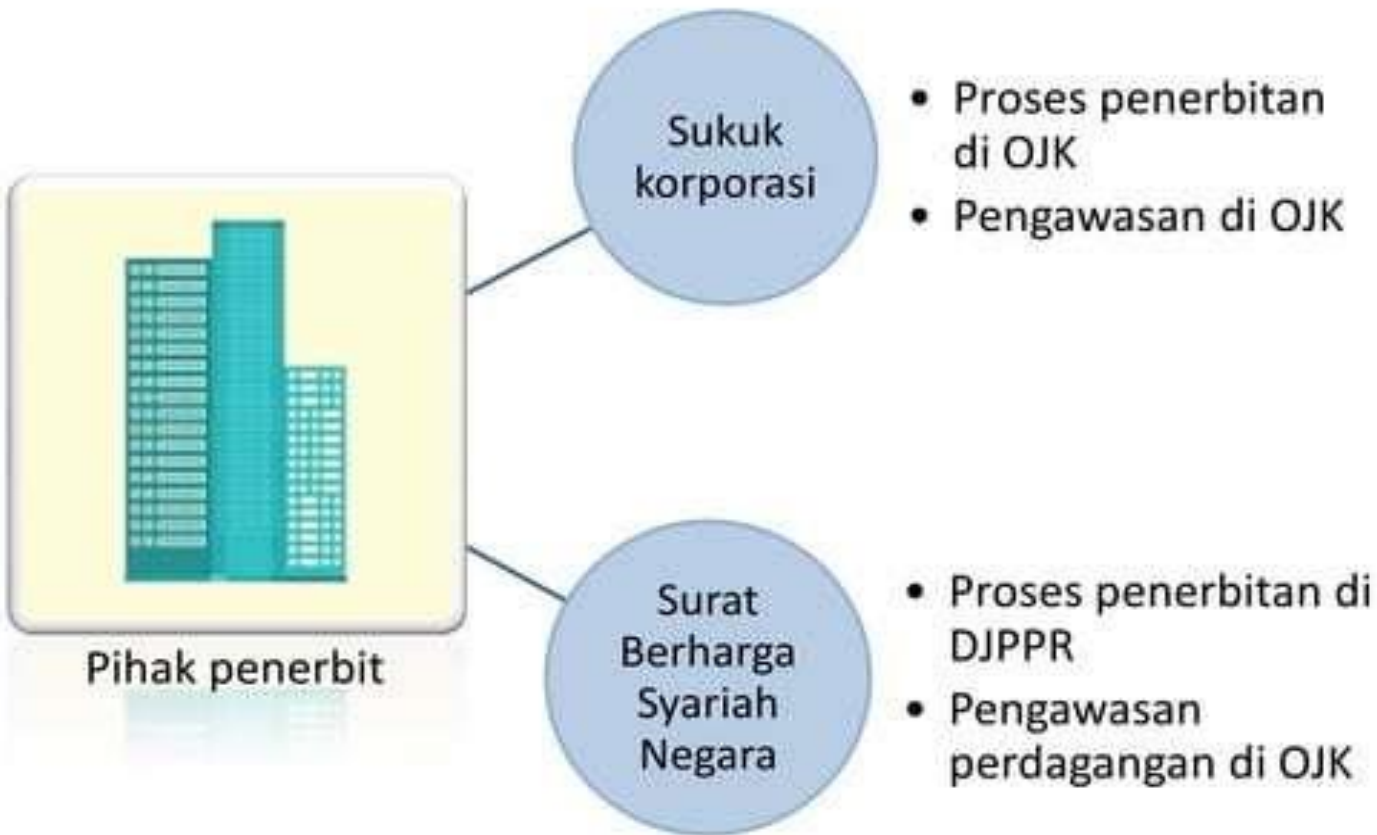 Sukuk
korporasi
• Proses penerbitan
di OJK
• Pengawasan di OJK
Pihak penerbit
Surat
Berharga
Syariah
Negara
• Proses penerbitan di
DJPPR
• Pengawasan
perdagangan di OJK